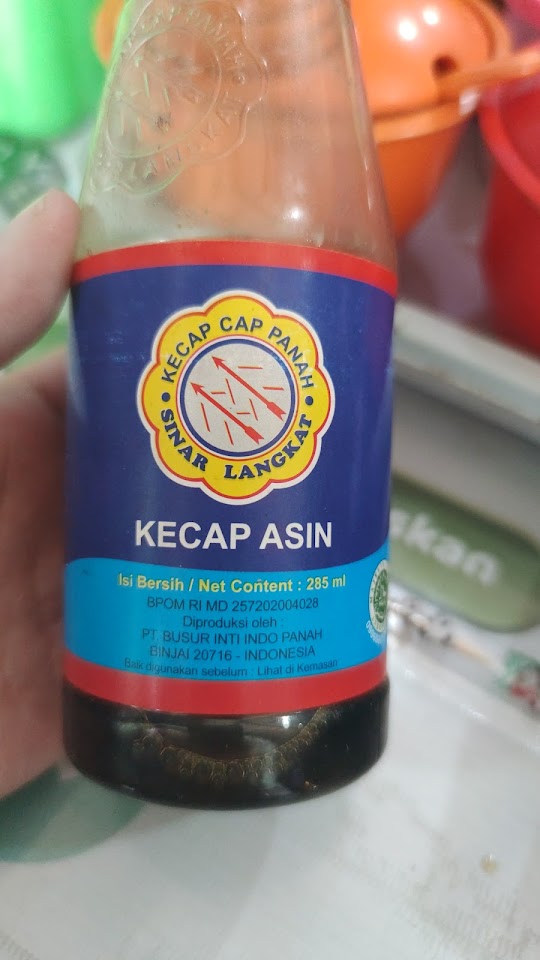 KECAP CAP PANAH
SINAR LANGKAT
KECAP ASIN
Isi Bersih / Net Content : 285 ml
BPOM RI MD 257202004028
Diproduksi oleh :
PT. BUSUR INTI INDO PANAH
BINJAI 20716 - INDONESIA
Baik digunakan sebelum : Lihat di Kemasan
skan